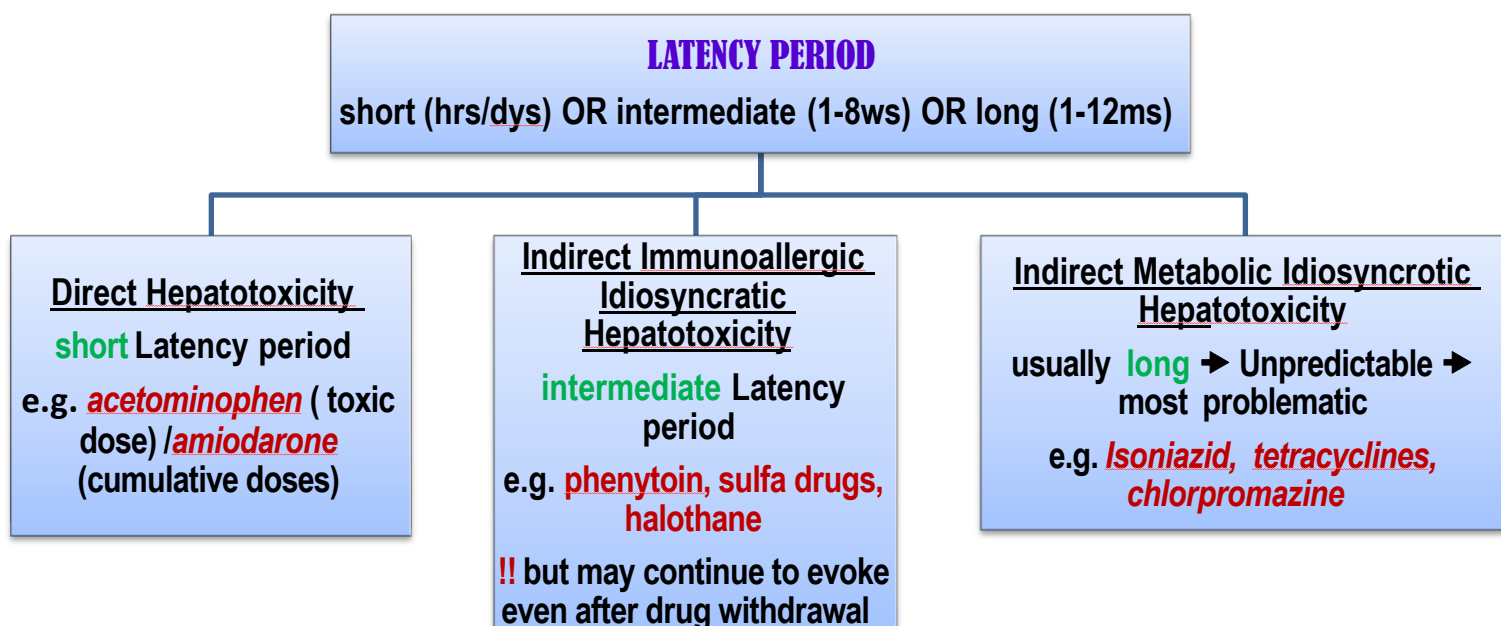 LATENCY PERIOD
short (hrs/dys) OR intermediate (1-8ws) OR long (1-12ms)
Direct Hepatotoxicity
short Latency period
e.g. acetominophen ( toxic
dose) /amiodarone
(cumulative doses)
Indirect Immunoallergic
Idiosyncratic
Hepatotoxicity
intermediate Latency
period
e.g. phenytoin, sulfa drugs,
halothane
!! but may continue to evoke
even after drug withdrawal
Indirect Metabolic Idiosyncrotic
Hepatotoxicity
usually long → Unpredictable →
most problematic
e.g. Isoniazid, tetracyclines,
chlorpromazine